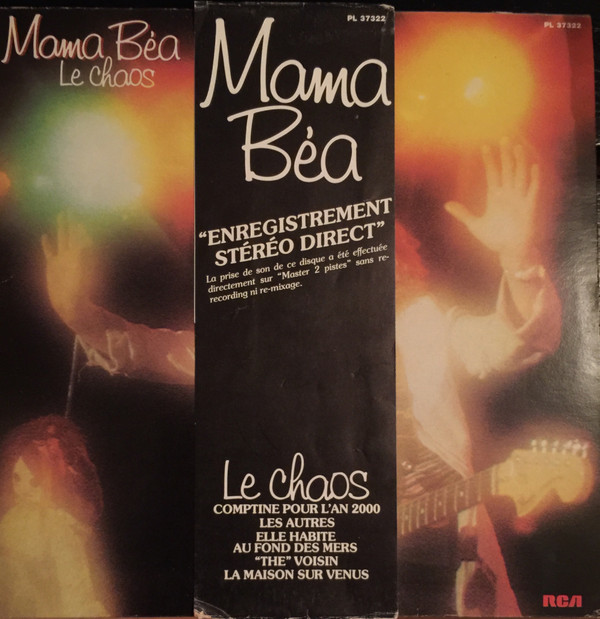 Mama Béa
Le chaos
PL 37322
Mama
Béa
"ENREGISTREMENT
STÉRÉO DIRECT"
La prise de son de ce disque a été effectuée
directement sur "Master 2 pistes" sans re-
recording ni re-mixage.
Le chaos
COMPTINE POUR L'AN 2000
LES AUTRES
ELLE HABITE
AU FOND DES MERS
"THE" VOISIN
LA MAISON SUR VENUS
PL 37322
RCA